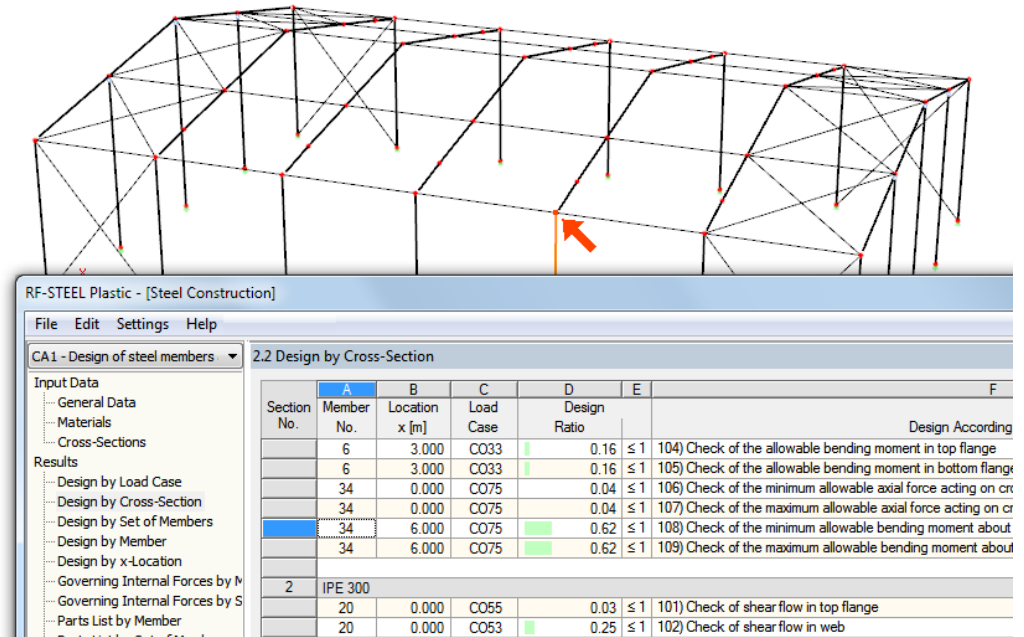 X
RF-STEEL Plastic - [Steel Construction]
File Edit Settings Help
CA1 - Design of steel members
2.2 Design by Cross-Section
Input Data
General Data
Materials
Cross-Sections
Results
Design by Load Case
Design by Cross-Section
Design by Set of Members
Design by Member
Design by x-Location
Governing Internal Forces by M
Governing Internal Forces by S
Parts List by Member
A B C D E F
Section Member Location Load Design
No. No. x [m] Case Ratio Design According
6 3.000 CO33 0.16 ≤ 1 104) Check of the allowable bending moment in top flange
6 3.000 CO33 0.16 ≤ 1 105) Check of the allowable bending moment in bottom flange
34 0.000 CO75 0.04 ≤ 1 106) Check of the minimum allowable axial force acting on cr
34 0.000 CO75 0.04 ≤ 1 107) Check of the maximum allowable axial force acting on cr
34 6.000 CO75 0.62 ≤ 1 108) Check of the minimum allowable bending moment about
34 6.000 CO75 0.62 ≤ 1 109) Check of the maximum allowable bending moment about
2 IPE 300
20 0.000 CO55 0.03 ≤ 1 101) Check of shear flow in top flange
20 0.000 CO53 0.25 ≤ 1 102) Check of shear flow in web